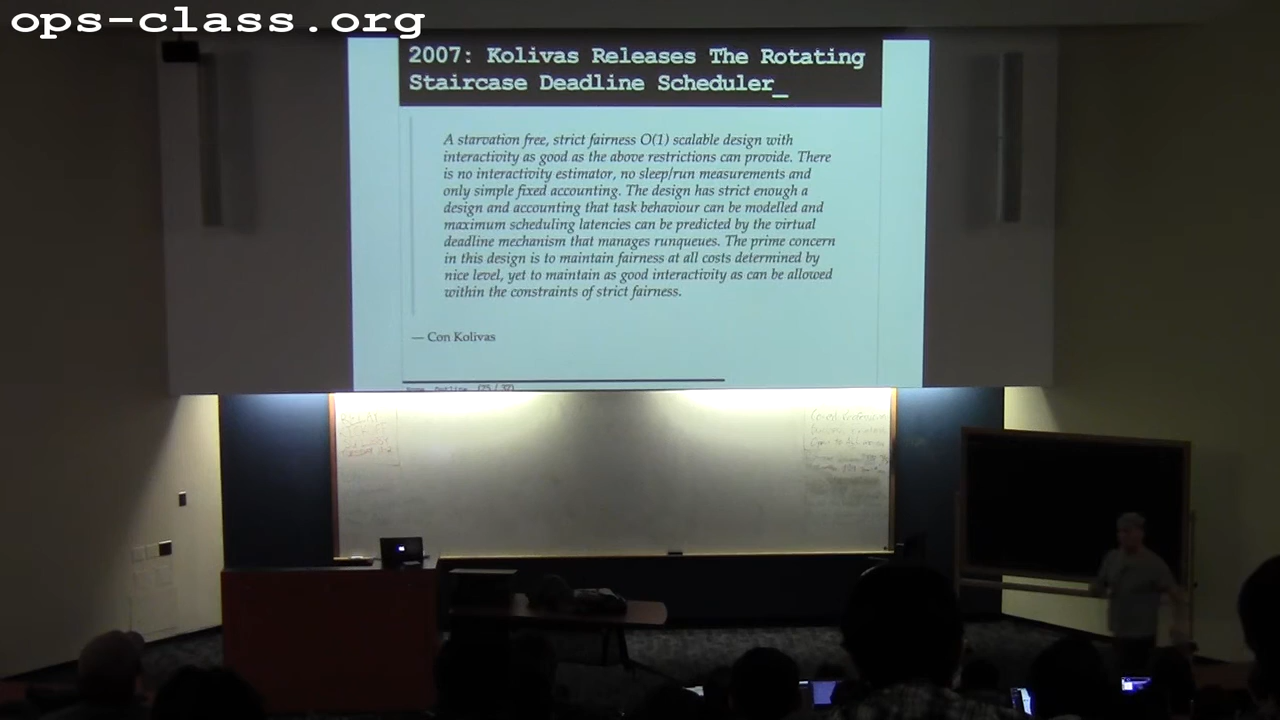 ops-class.org
2007: Kolivas Releases The Rotating
Staircase Deadline Scheduler_
A starvation free, strict fairness O(1) scalable design with
interactivity as good as the above restrictions can provide. There
is no interactivity estimator, no sleep/run measurements and
only simple fixed accounting. The design has strict enough a
design and accounting that task behaviour can be modelled and
maximum scheduling latencies can be predicted by the virtual
deadline mechanism that manages runqueues. The prime concern
in this design is to maintain fairness at all costs determined by
nice level, yet to maintain as good interactivity as can be allowed
within the constraints of strict fairness.
— Con Kolivas